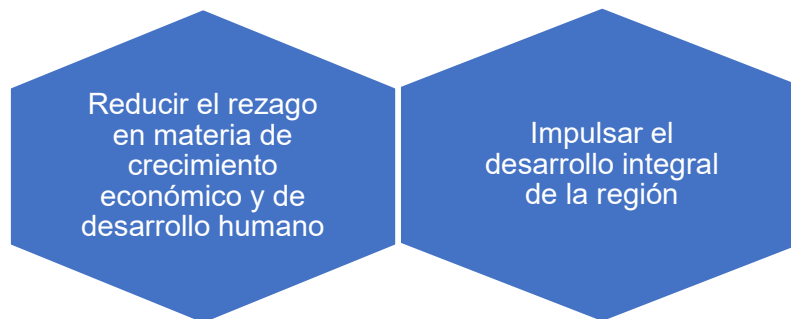 Reducir el rezago
en materia de
crecimiento
económico y de
desarrollo humano
Impulsar el
desarrollo integral
de la región